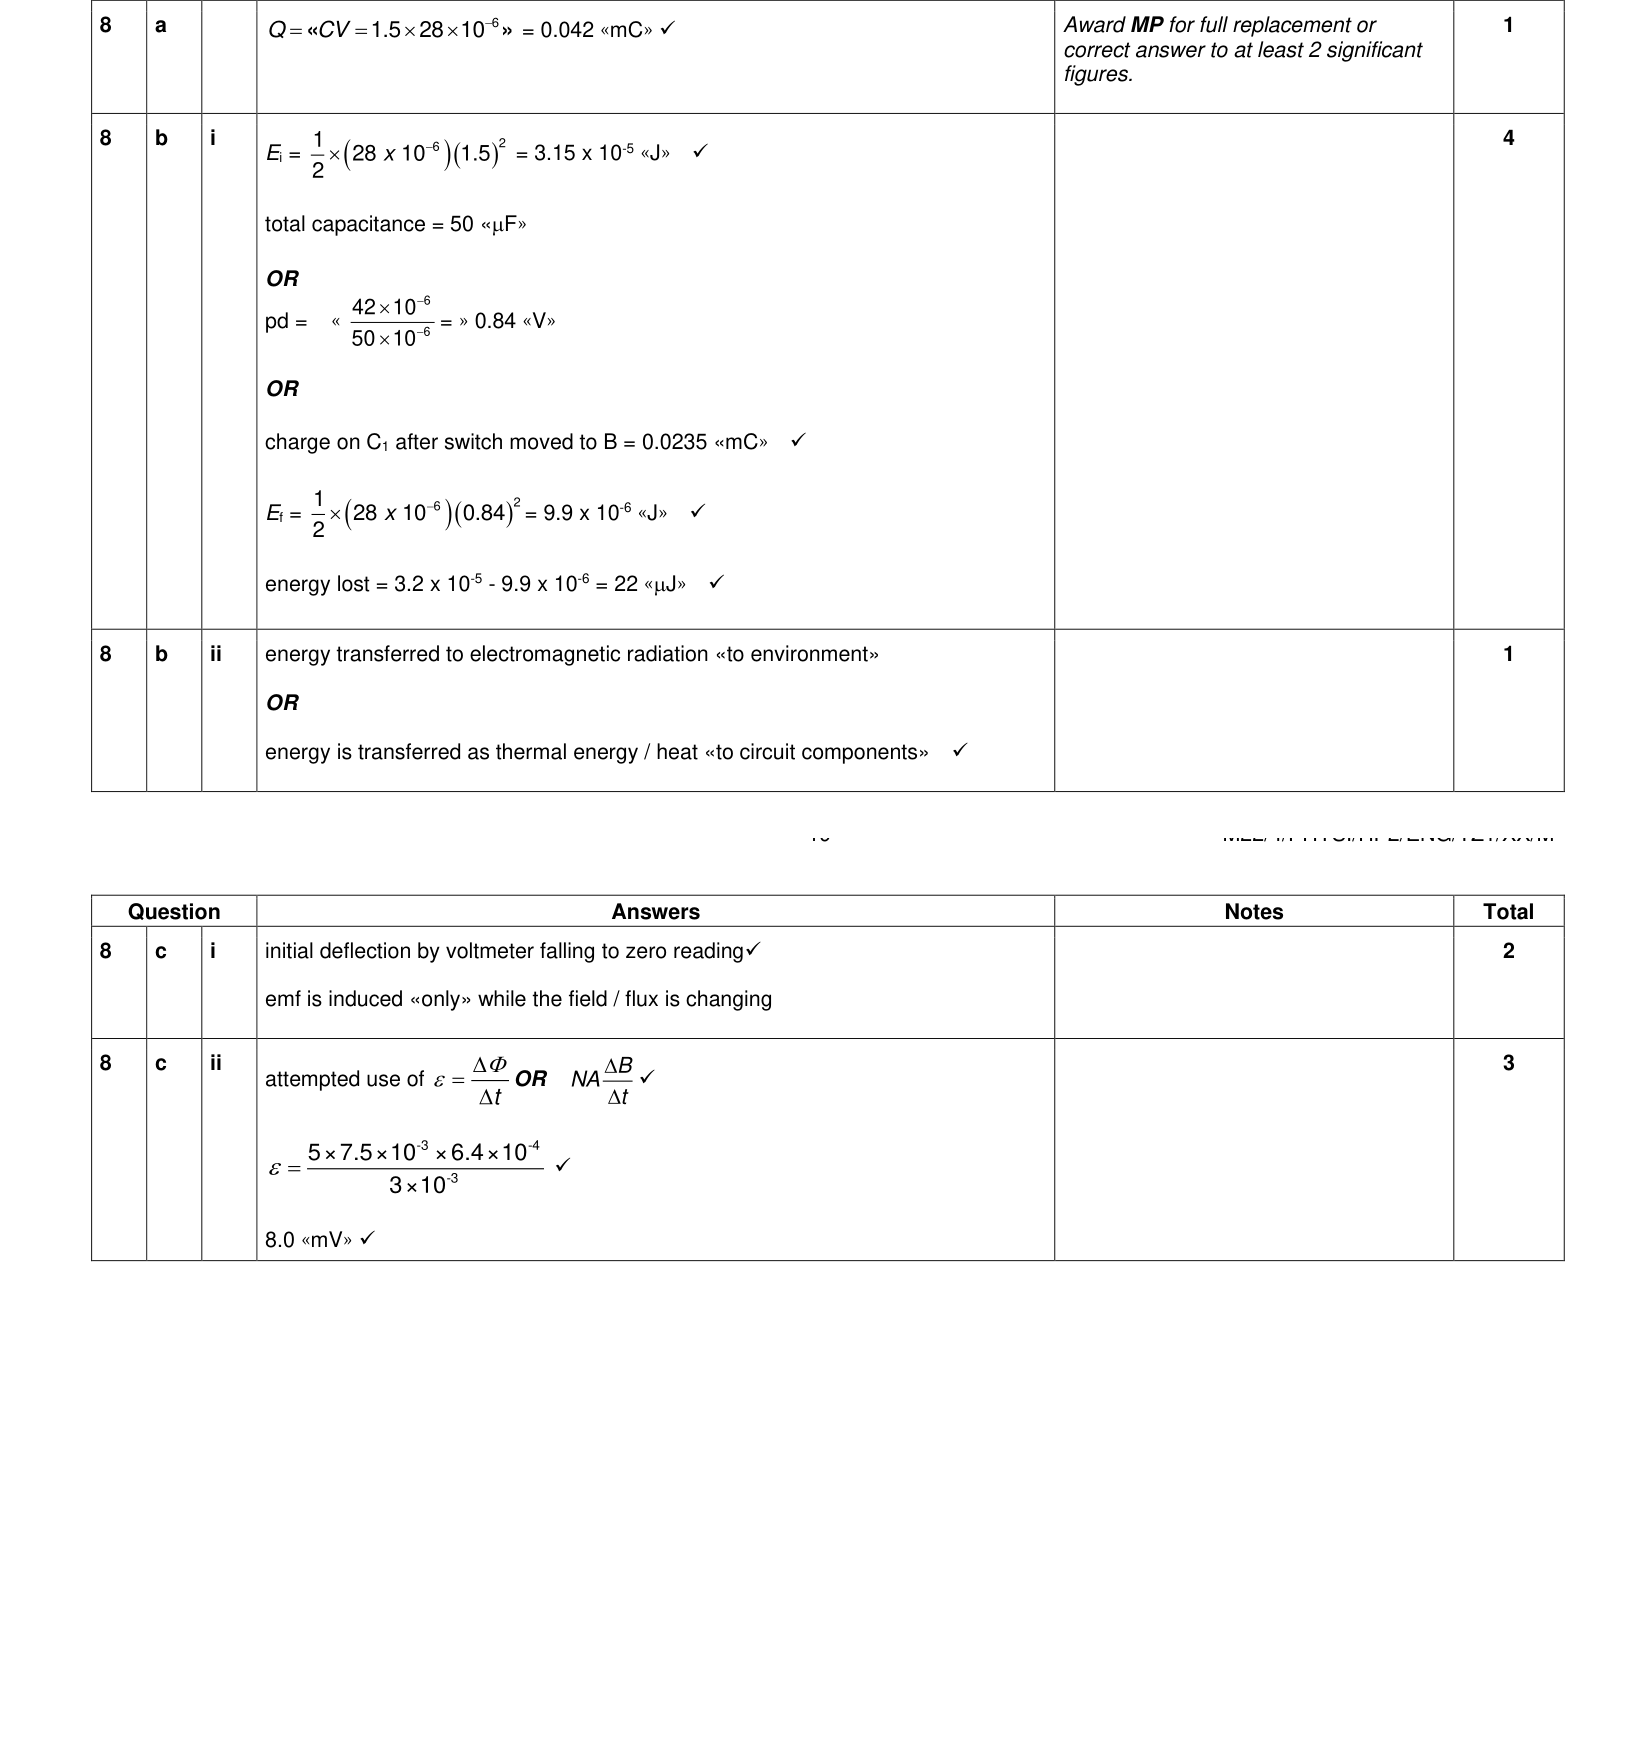 8 a Q = «CV = 1.5 × 28 × 10⁻⁶» = 0.042 «mC» ✓ Award MP for full replacement or 1
correct answer to at least 2 significant
figures.
8 b i Eᵢ = 1/2 × (28 x 10⁻⁶)(1.5)² = 3.15 x 10⁻⁵ «J» ✓ 4
total capacitance = 50 «μF»
OR
pd = « 42 × 10⁻⁶ / 50 × 10⁻⁶ = » 0.84 «V»
OR
charge on C₁ after switch moved to B = 0.0235 «mC» ✓
E_f = 1/2 × (28 x 10⁻⁶)(0.84)² = 9.9 x 10⁻⁶ «J» ✓
energy lost = 3.2 x 10⁻⁵ - 9.9 x 10⁻⁶ = 22 «μJ» ✓
8 b ii energy transferred to electromagnetic radiation «to environment» 1
OR
energy is transferred as thermal energy / heat «to circuit components» ✓
Question Answers Notes Total
8 c i initial deflection by voltmeter falling to zero reading✓ 2
emf is induced «only» while the field / flux is changing
8 c ii attempted use of ε = ΔΦ/Δt OR NA ΔB/Δt ✓ 3
ε = 5 × 7.5 × 10⁻³ × 6.4 × 10⁻⁴ / 3 × 10⁻³ ✓
8.0 «mV» ✓